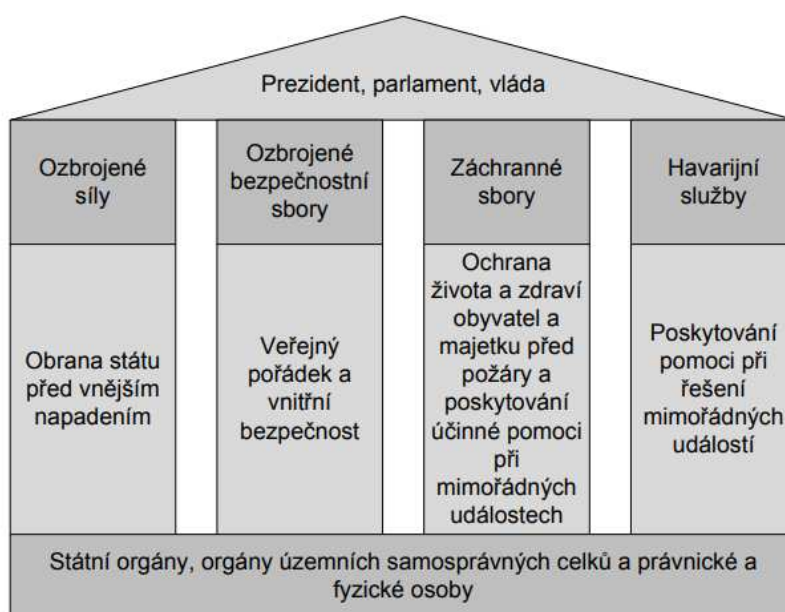 Prezident, parlament, vláda
Ozbrojené
síly
Ozbrojené
bezpečnostní
sbory
Záchranné
sbory
Havarijní
služby
Obrana státu
před vnějším
napadením
Veřejný
pořádek a
vnitřní
bezpečnost
Ochrana
života a zdraví
obyvatel a
majetku před
požáry a
poskytování
účinné pomoci
při
mimořádných
událostech
Poskytování
pomoci při
řešení
mimořádných
událostí
Státní orgány, orgány územních samosprávných celků a právnické a
fyzické osoby